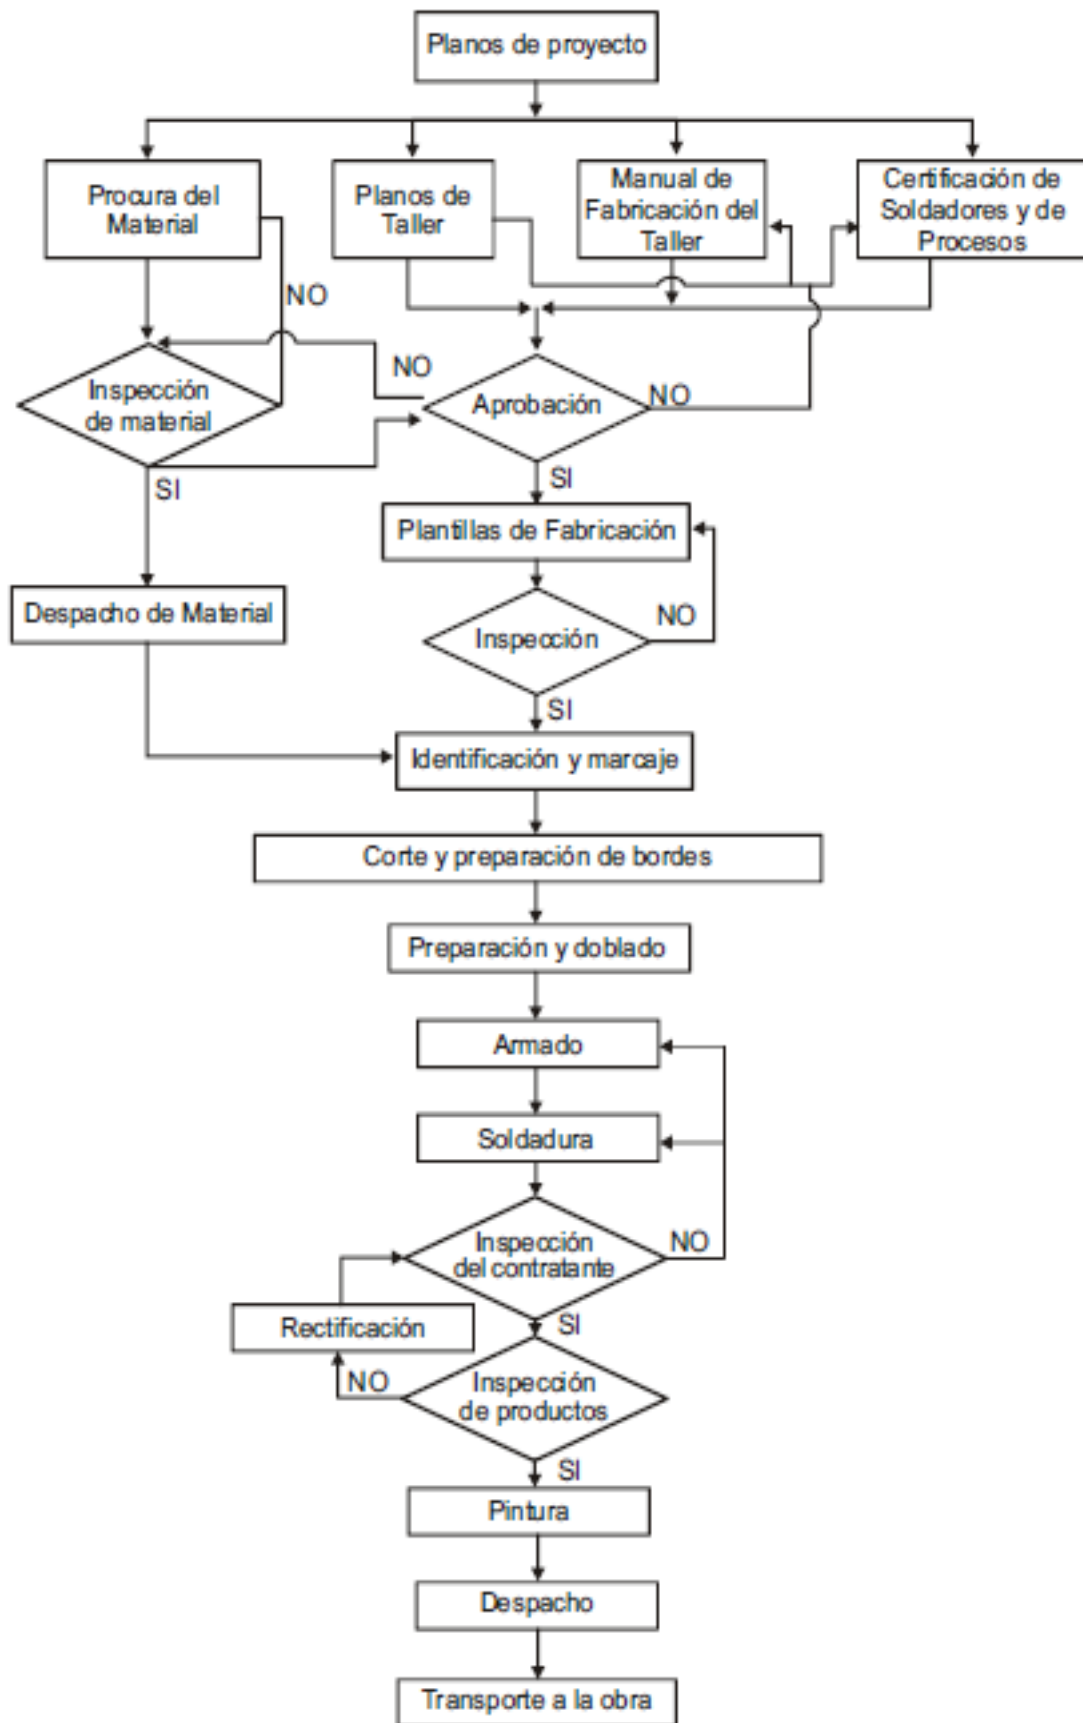 Planos de proyecto
Procura del
Material
Planos de
Taller
Manual de
Fabricación del
Taller
Certificación de
Soldadores y de
Procesos
NO
Inspección
de material
NO
Aprobación
NO
SI
SI
Plantillas de Fabricación
Despacho de Material
Inspección
NO
SI
Identificación y marcaje
Corte y preparación de bordes
Preparación y doblado
Armado
Soldadura
Inspección
del contratante
NO
Rectificación
SI
Inspección
de productos
NO
SI
Pintura
Despacho
Transporte a la obra